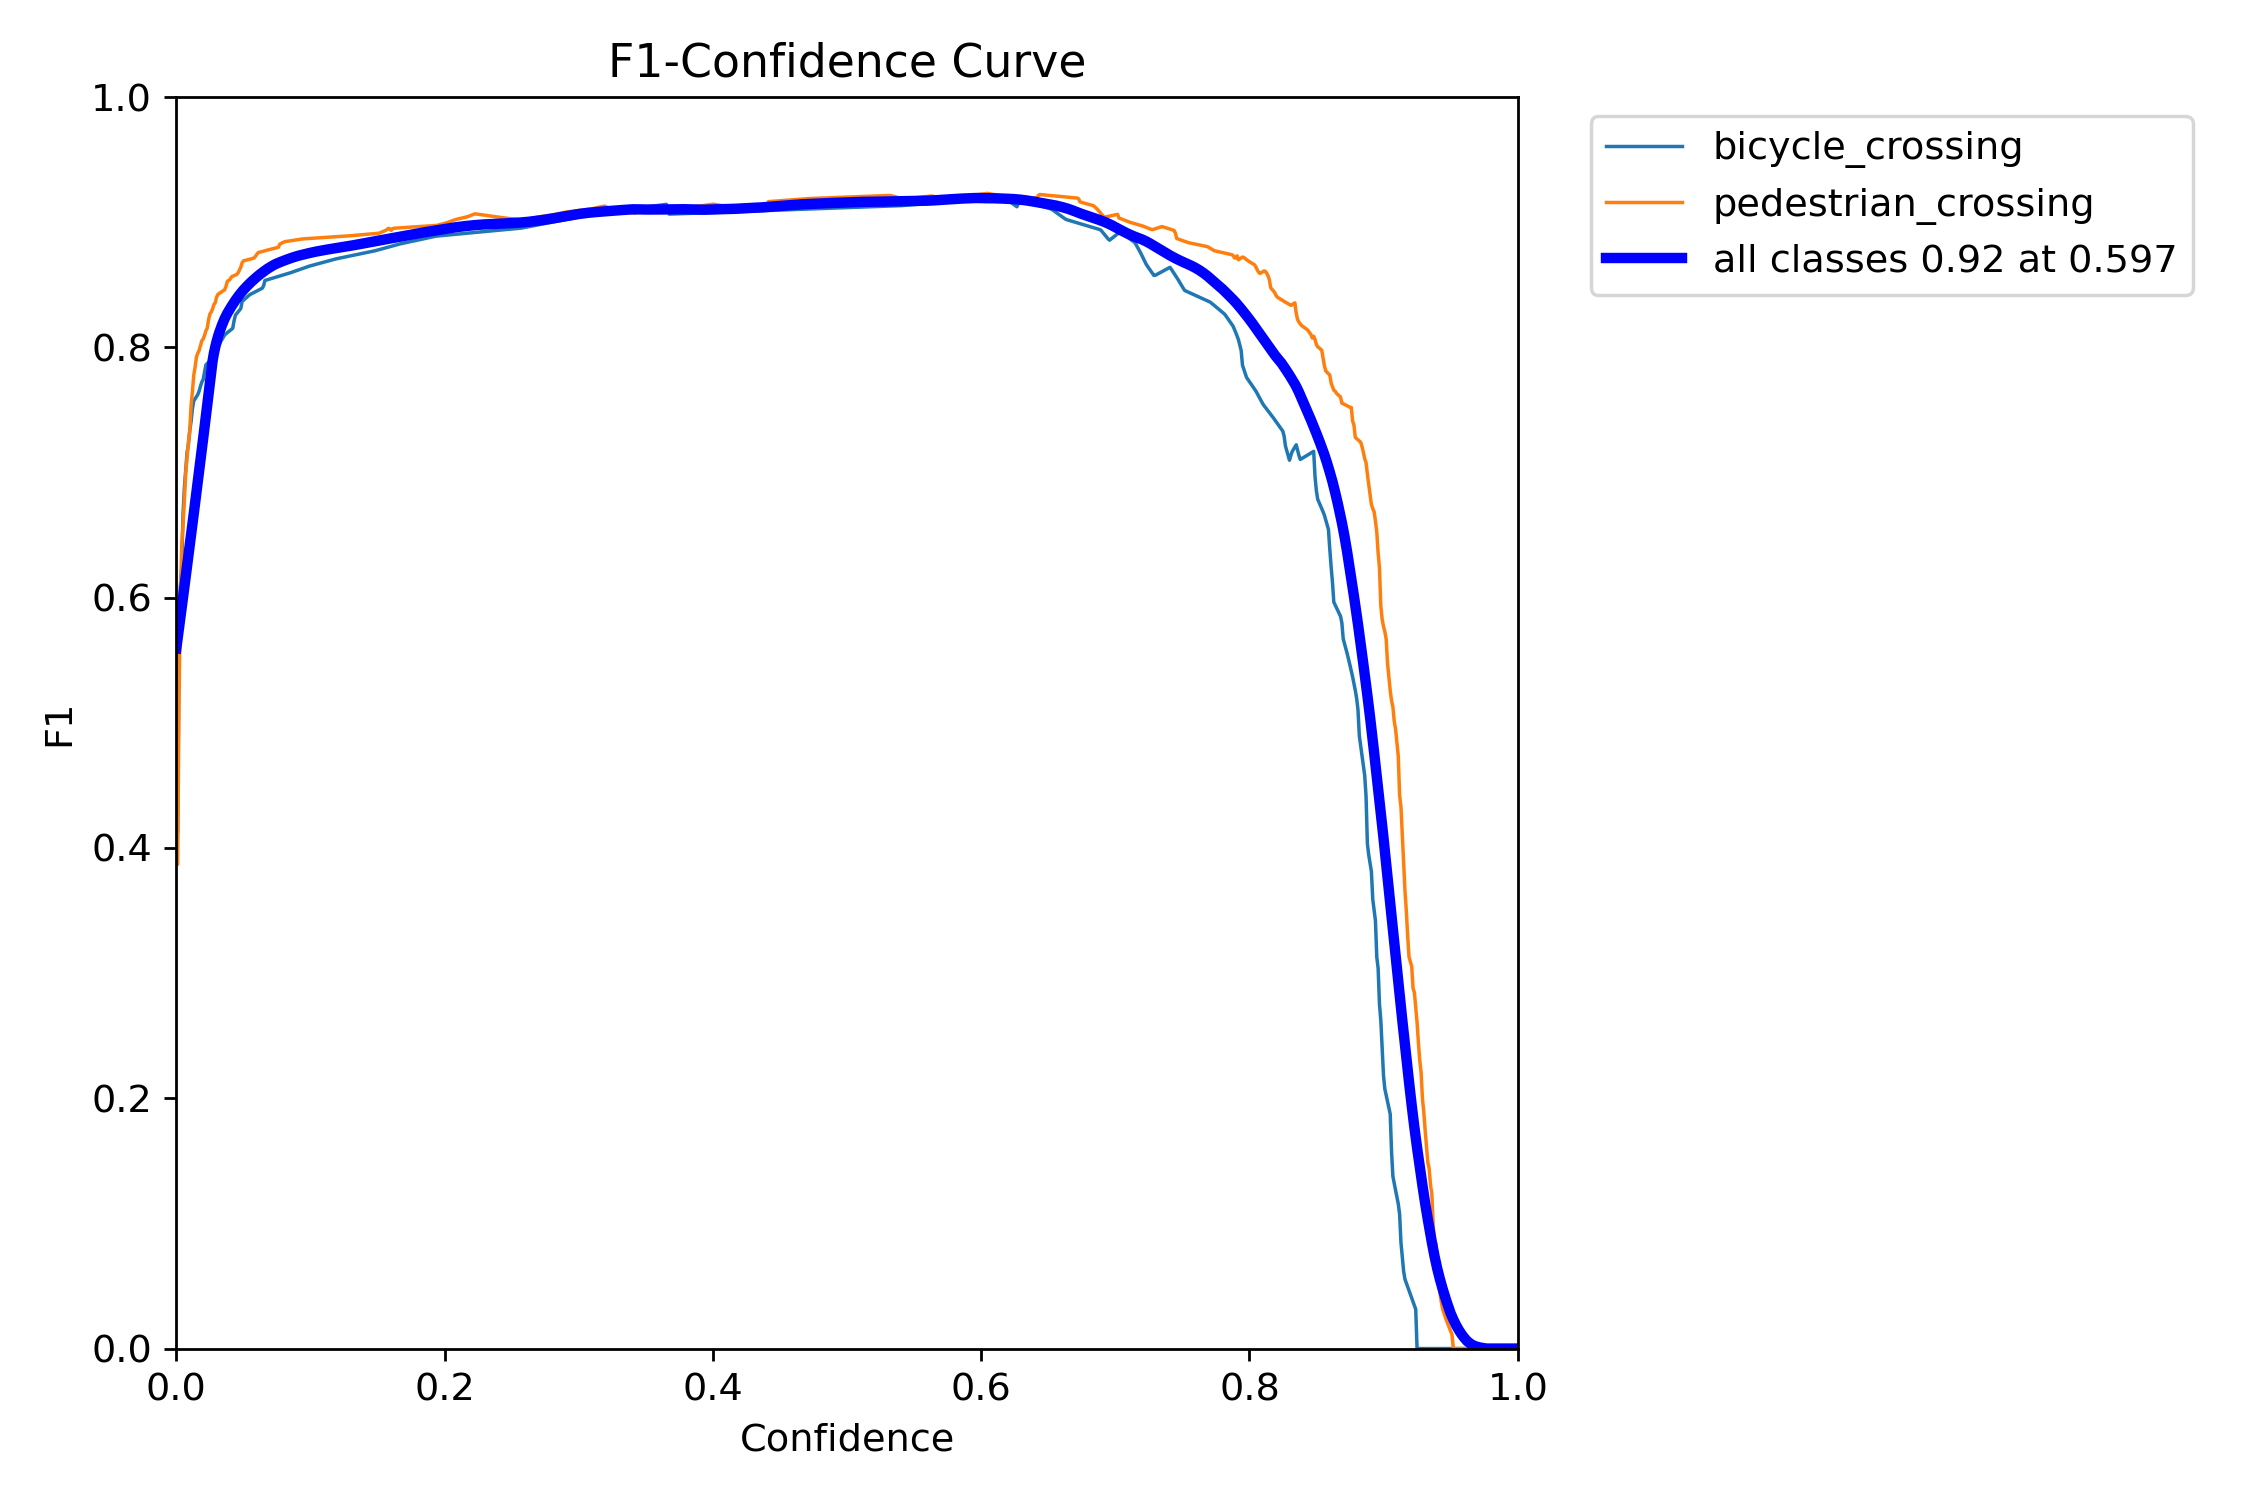 F1-Confidence Curve
1.0
0.8
0.6
0.4
0.2
0.0
F1
0.0 0.2 0.4 0.6 0.8 1.0
Confidence
bicycle_crossing
pedestrian_crossing
all classes 0.92 at 0.597